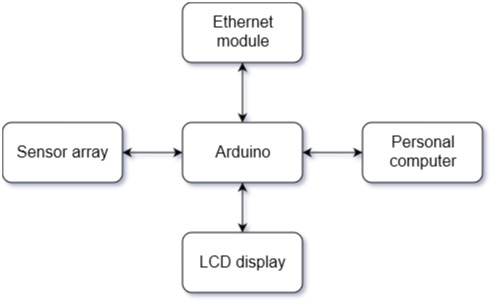 Ethernet
module
Sensor array
Arduino
Personal
computer
LCD display